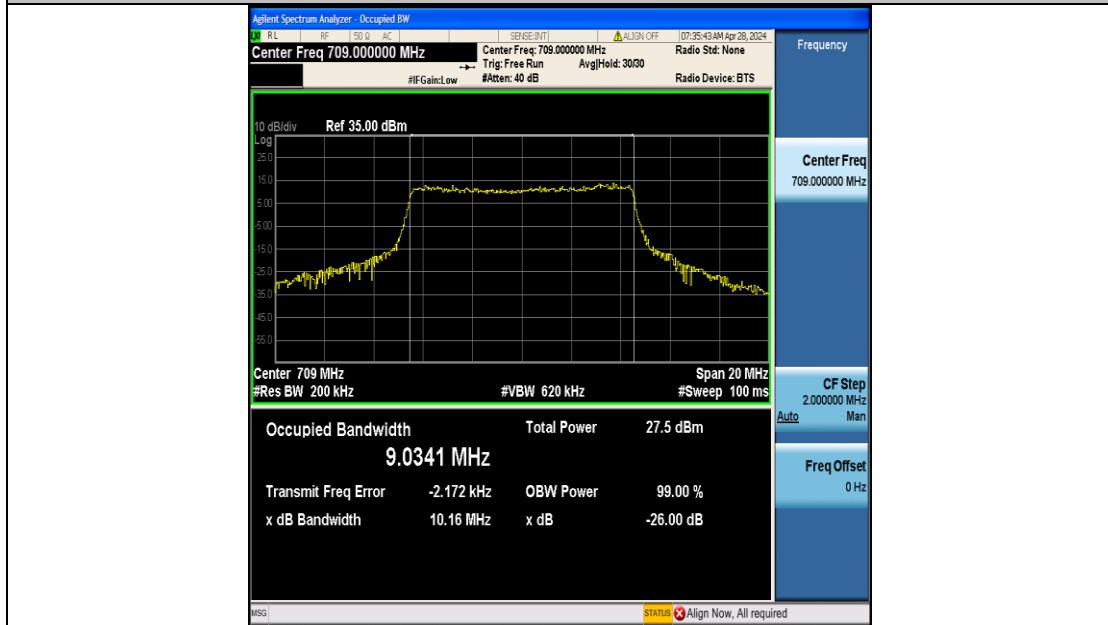 Agilent Spectrum Analyzer - Occupied BW
RL RF 50 Ω AC SENSE:INT ALIGN OFF 07:35:43 AM Apr 28, 2024
Center Freq 709.000000 MHz
Center Freq: 709.000000 MHz
Radio Std: None
Trig: Free Run Avg|Hold: 30/30
#IFGain:Low #Atten: 40 dB Radio Device: BTS
10 dB/div Ref 35.00 dBm
Log
25.0
15.0
5.00
-5.00
-15.0
-25.0
-35.0
-45.0
-55.0
Center 709 MHz Span 20 MHz
#Res BW 200 kHz #VBW 620 kHz #Sweep 100 ms
Occupied Bandwidth Total Power 27.5 dBm
9.0341 MHz
Transmit Freq Error -2.172 kHz OBW Power 99.00 %
x dB Bandwidth 10.16 MHz x dB -26.00 dB
MSG STATUS Align Now, All required
Frequency
Center Freq
709.000000 MHz
CF Step
2.000000 MHz
Auto Man
Freq Offset
0 Hz